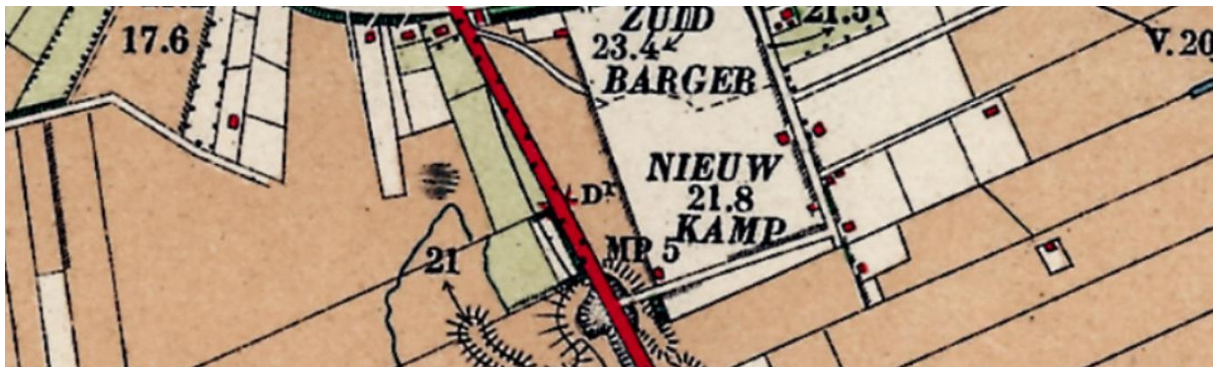 ZUID
21.5
17.6
23.4
V. 20
BARGER
NIEUW
Dr
21.8
KAMP
MP 5
21